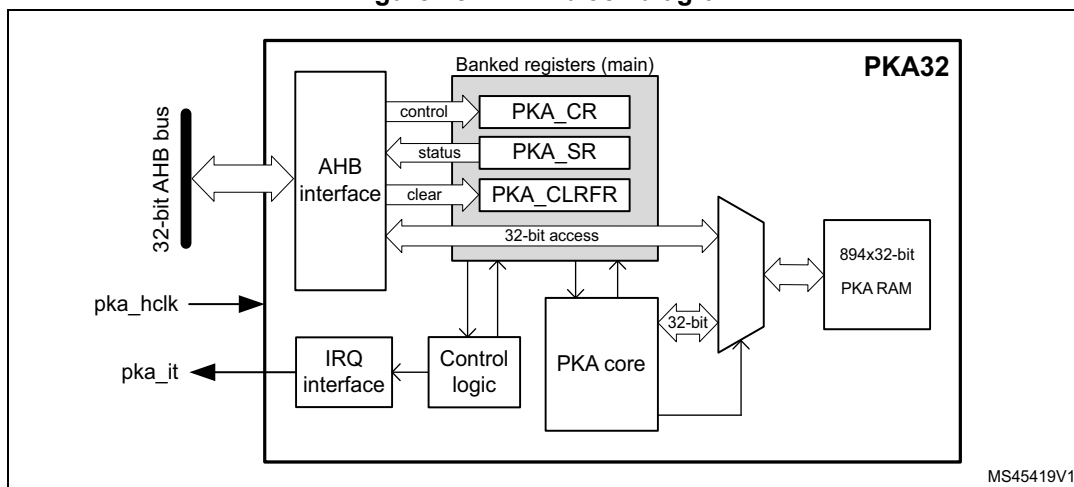 PKA32
Banked registers (main)
control
PKA_CR
status
PKA_SR
clear
PKA_CLRFR
AHB
interface
32-bit AHB bus
32-bit access
894x32-bit
PKA RAM
pka_hclk
32-bit
PKA core
pka_it
IRQ
interface
Control
logic
MS45419V1